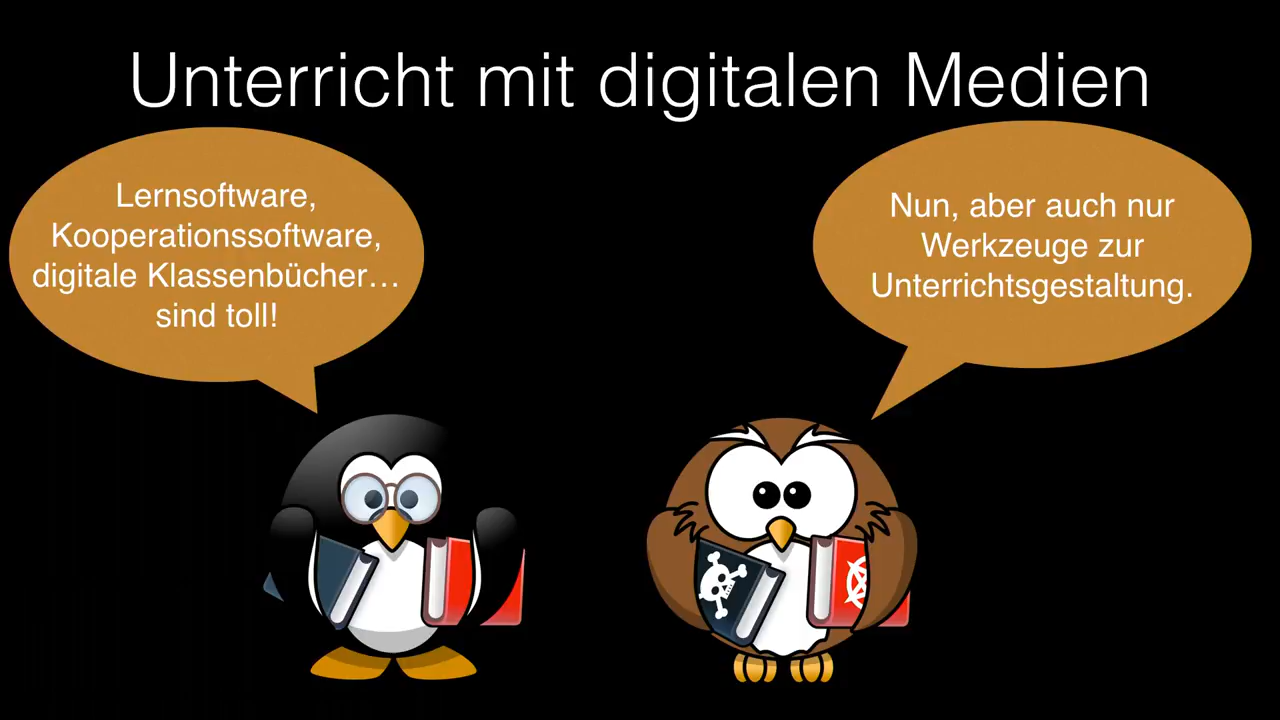 Unterricht mit digitalen Medien
Lernsoftware,
Kooperationssoftware,
digitale Klassenbücher…
sind toll!
Nun, aber auch nur
Werkzeuge zur
Unterrichtsgestaltung.